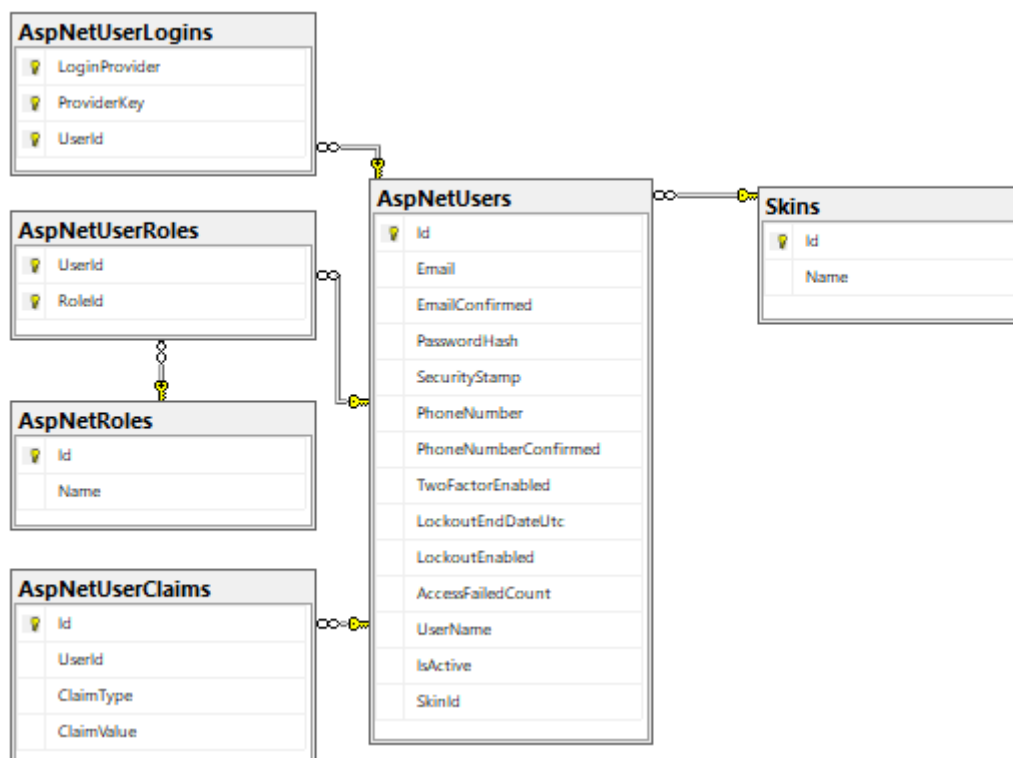 AspNetUserLogins
LoginProvider
ProviderKey
UserId
AspNetUserRoles
UserId
RoleId
AspNetRoles
Id
Name
AspNetUserClaims
Id
UserId
ClaimType
ClaimValue
AspNetUsers
Id
Email
EmailConfirmed
PasswordHash
SecurityStamp
PhoneNumber
PhoneNumberConfirmed
TwoFactorEnabled
LockoutEndDateUtc
LockoutEnabled
AccessFailedCount
UserName
IsActive
SkinId
Skins
Id
Name